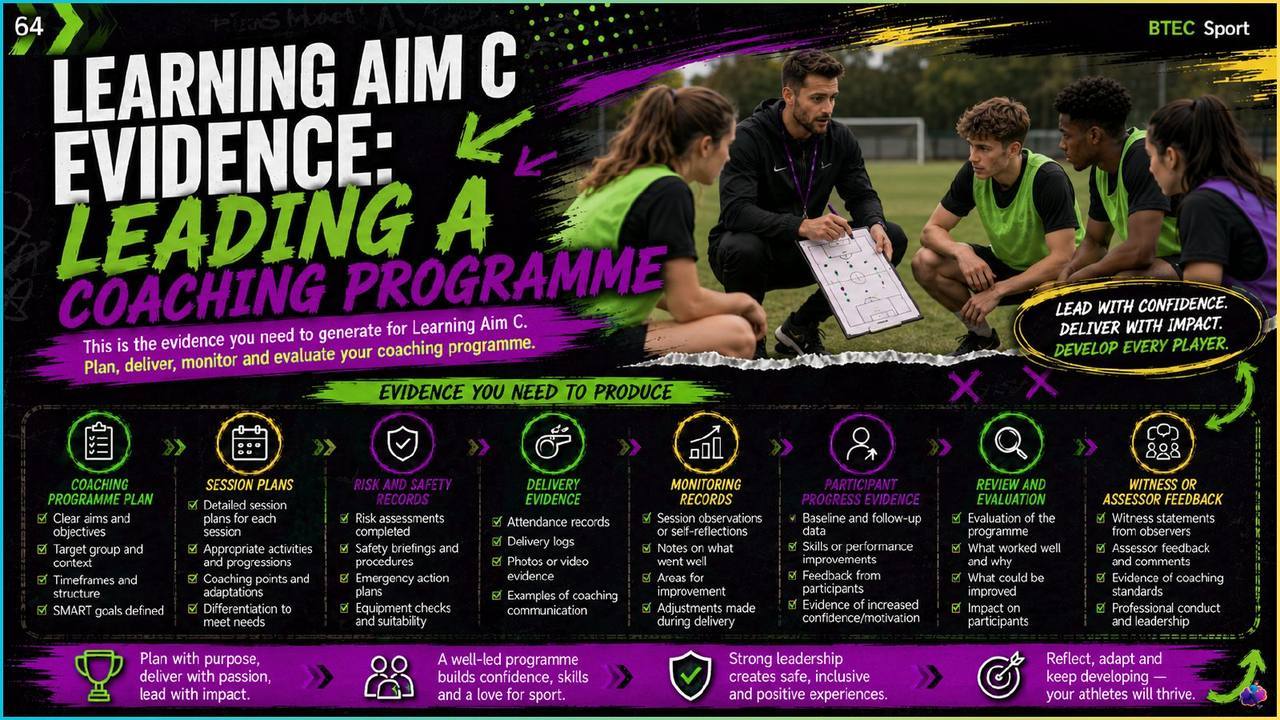 64
BTEC Sport
LEARNING AIM C
EVIDENCE:
LEADING A
COACHING PROGRAMME
This is the evidence you need to generate for Learning Aim C.
Plan, deliver, monitor and evaluate your coaching programme.
LEAD WITH CONFIDENCE.
DELIVER WITH IMPACT.
DEVELOP EVERY PLAYER.
EVIDENCE YOU NEED TO PRODUCE
COACHING
PROGRAMME PLAN
Clear aims and
objectives
Target group and
context
Timeframes and
structure
SMART goals defined
SESSION PLANS
Detailed session
plans for each
session
Appropriate activities
and progressions
Coaching points and
adaptations
Differentiation to
meet needs
RISK AND SAFETY
RECORDS
Risk assessments
completed
Safety briefings and
procedures
Emergency action
plans
Equipment checks
and suitability
DELIVERY
EVIDENCE
Attendance records
Delivery logs
Photos or video
evidence
Examples of coaching
communication
MONITORING
RECORDS
Session observations
or self-reflections
Notes on what
went well
Areas for
improvement
Adjustments made
during delivery
PARTICIPANT
PROGRESS EVIDENCE
Baseline and follow-up
data
Skills or performance
improvements
Feedback from
participants
Evidence of increased
confidence/motivation
REVIEW AND
EVALUATION
Evaluation of the
programme
What worked well
and why
What could be
improved
Impact on
participants
WITNESS OR
ASSESSOR FEEDBACK
Witness statements
from observers
Assessor feedback
and comments
Evidence of coaching
standards
Professional conduct
and leadership
Plan with purpose,
deliver with passion,
lead with impact.
A well-led programme
builds confidence, skills
and a love for sport.
Strong leadership
creates safe, inclusive
and positive experiences.
Reflect, adapt and
keep developing —
your athletes will thrive.